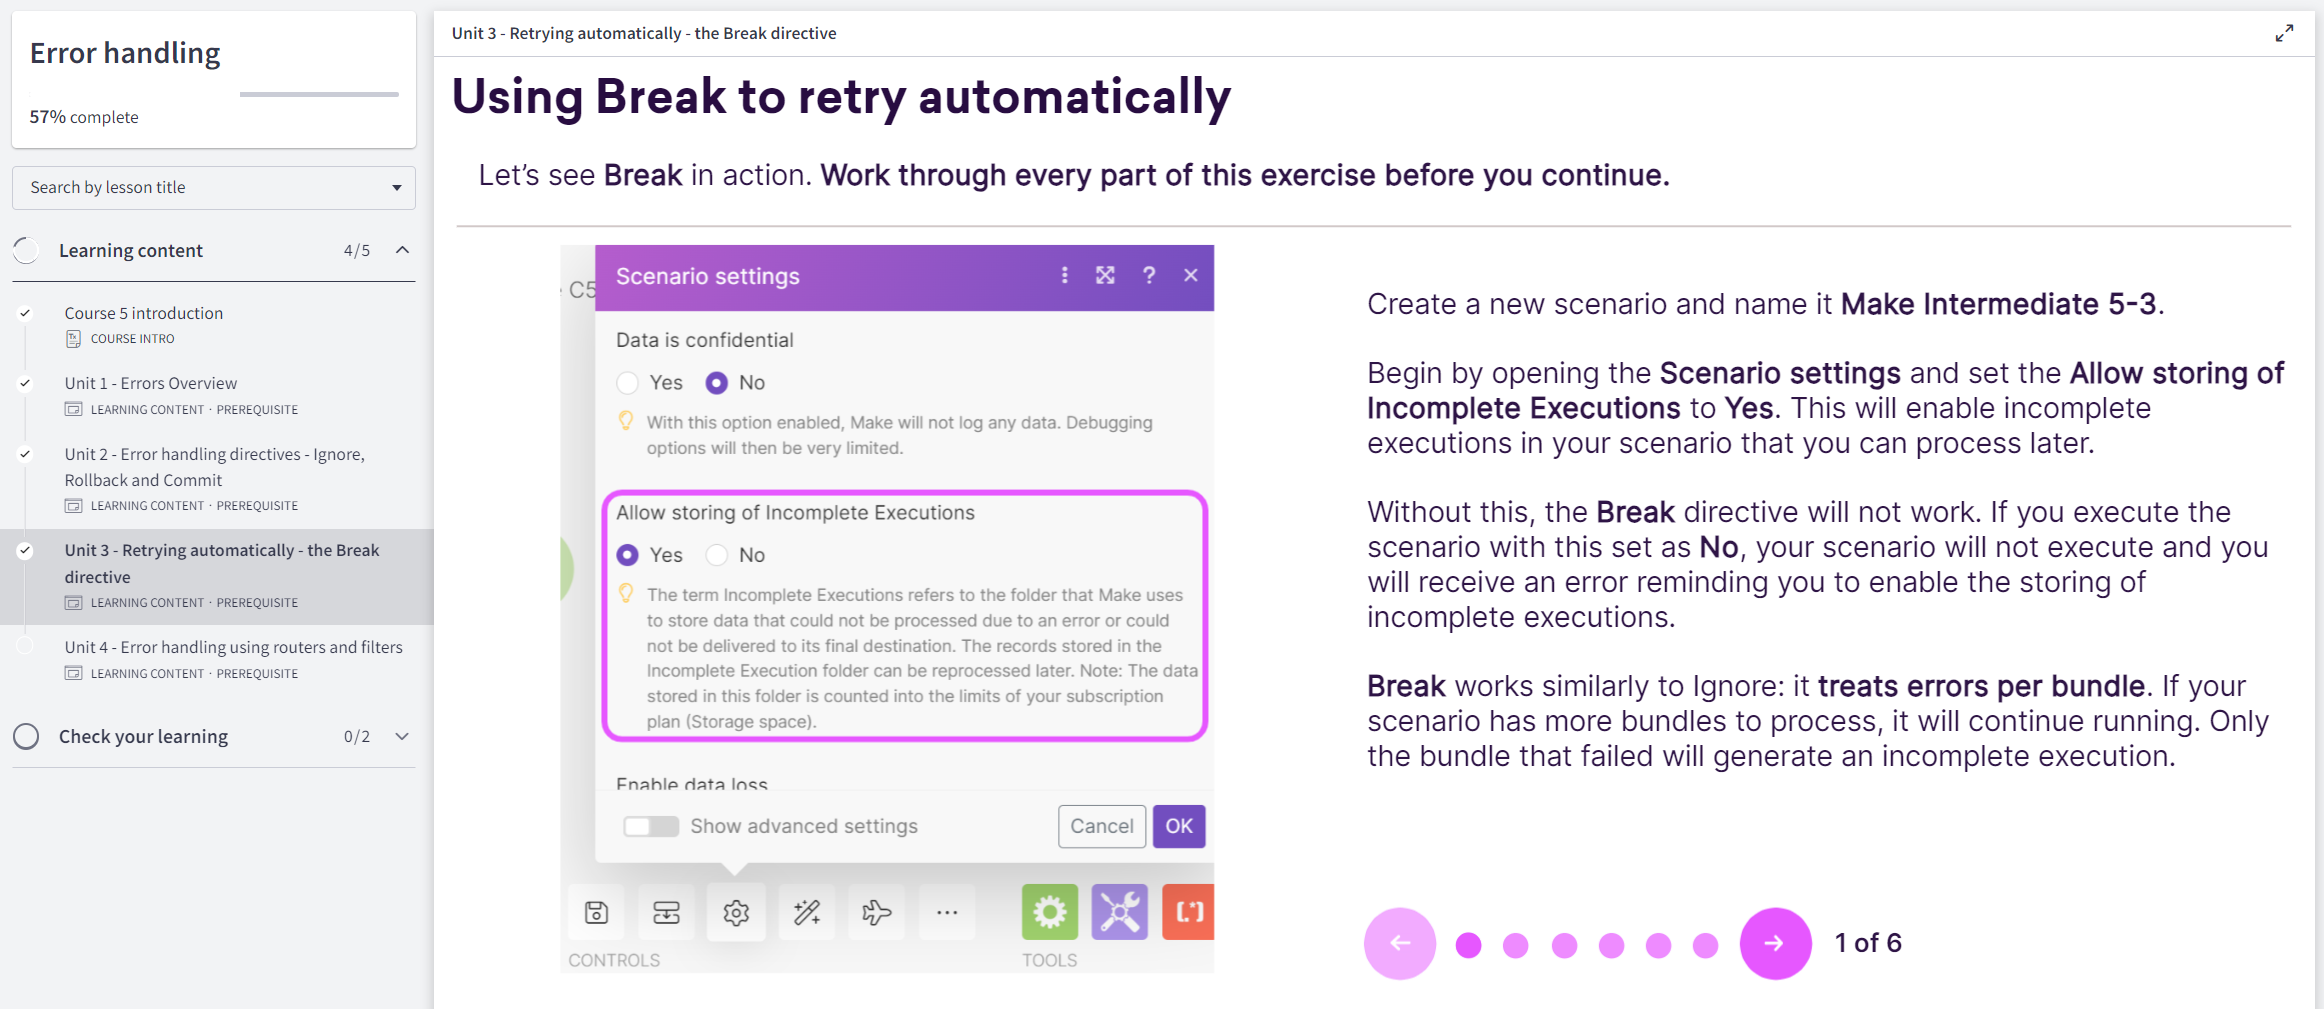 Error handling
57% complete
Search by lesson title
Learning content 4/5
Course 5 introduction
COURSE INTRO
Unit 1 - Errors Overview
LEARNING CONTENT · PREREQUISITE
Unit 2 - Error handling directives - Ignore,
Rollback and Commit
LEARNING CONTENT · PREREQUISITE
Unit 3 - Retrying automatically - the Break
directive
LEARNING CONTENT · PREREQUISITE
Unit 4 - Error handling using routers and filters
LEARNING CONTENT · PREREQUISITE
Check your learning 0/2
Unit 3 - Retrying automatically - the Break directive
Using Break to retry automatically
Let's see Break in action. Work through every part of this exercise before you continue.
C5
Scenario settings
Data is confidential
Yes No
With this option enabled, Make will not log any data. Debugging
options will then be very limited.
Allow storing of Incomplete Executions
Yes No
The term Incomplete Executions refers to the folder that Make uses
to store data that could not be processed due to an error or could
not be delivered to its final destination. The records stored in the
Incomplete Execution folder can be reprocessed later. Note: The data
stored in this folder is counted into the limits of your subscription
plan (Storage space).
Enable data loss
Show advanced settings Cancel OK
CONTROLS TOOLS
Create a new scenario and name it Make Intermediate 5-3.
Begin by opening the Scenario settings and set the Allow storing of
Incomplete Executions to Yes. This will enable incomplete
executions in your scenario that you can process later.
Without this, the Break directive will not work. If you execute the
scenario with this set as No, your scenario will not execute and you
will receive an error reminding you to enable the storing of
incomplete executions.
Break works similarly to Ignore: it treats errors per bundle. If your
scenario has more bundles to process, it will continue running. Only
the bundle that failed will generate an incomplete execution.
1 of 6